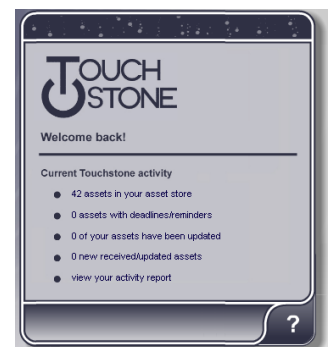 TOUCH
STONE
Welcome back!
Current Touchstone activity
42 assets in your asset store
0 assets with deadlines/reminders
0 of your assets have been updated
0 new received/updated assets
view your activity report
?